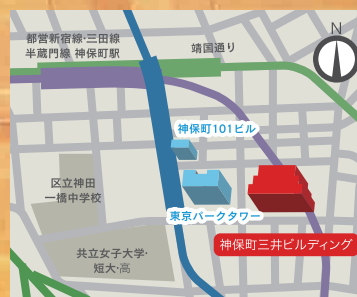 都営新宿線・三田線
半蔵門線 神保町駅
靖国通り
N
神保町101ビル
区立神田
一橋中学校
東京パークタワー
神保町三井ビルディング
共立女子大学・
短大・高